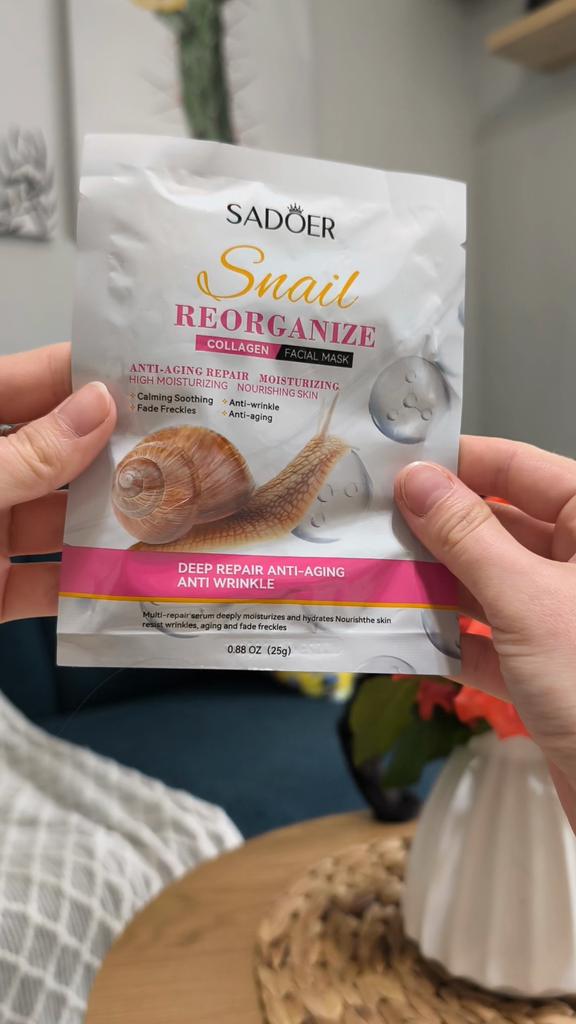 SADOER
Snail
REORGANIZE
COLLAGEN FACIAL MASK
ANTI-AGING REPAIR MOISTURIZING
HIGH MOISTURIZING NOURISHING SKIN
Calming Soothing Anti-wrinkle
Fade Freckles Anti-aging
DEEP REPAIR ANTI-AGING
ANTI WRINKLE
Multi-repair serum deeply moisturizes and hydrates Nourishthe skin
resist wrinkles, aging and fade freckles
0.88 OZ (25g)